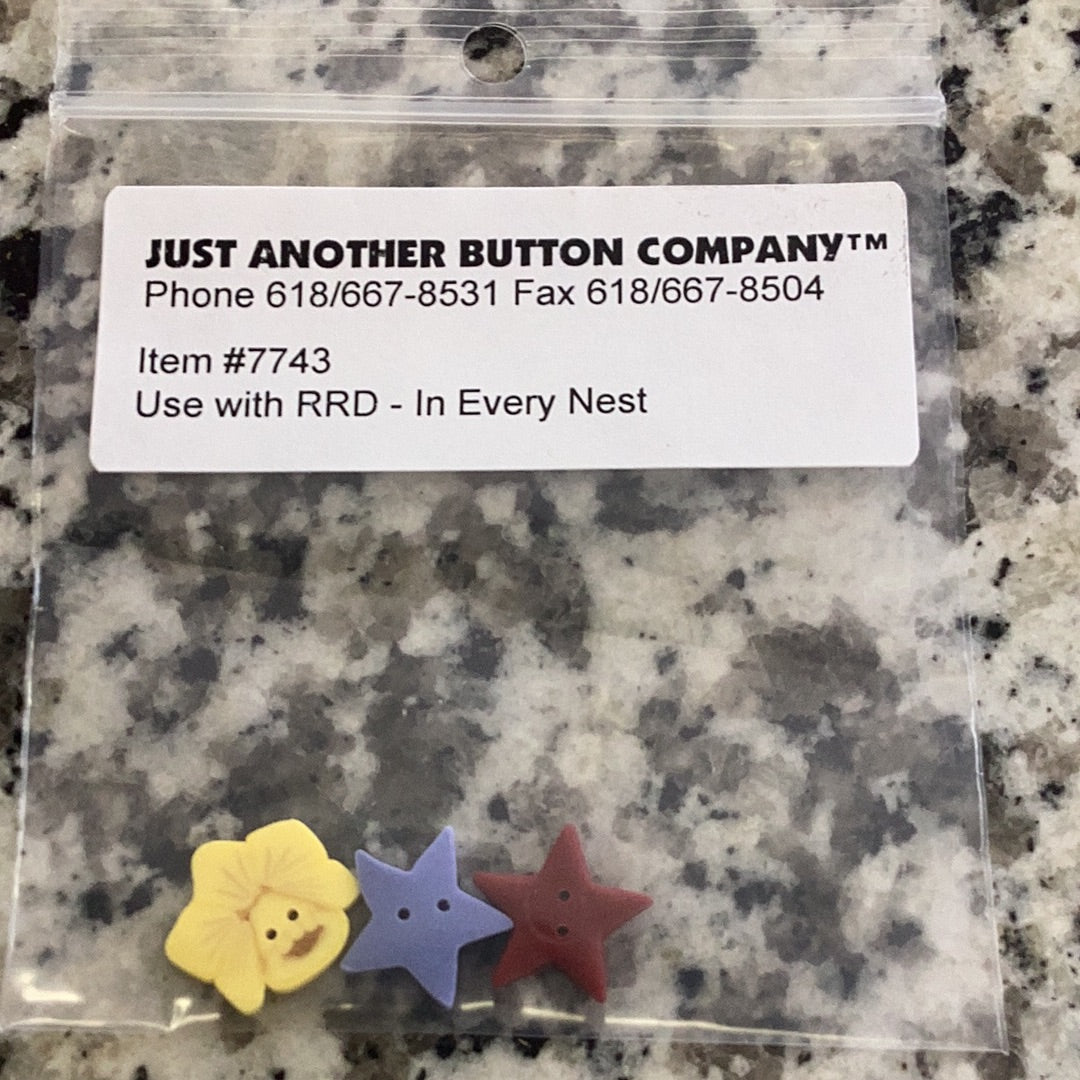 JUST ANOTHER BUTTON COMPANY™
Phone 618/667-8531 Fax 618/667-8504
Item #7743
Use with RRD - In Every Nest